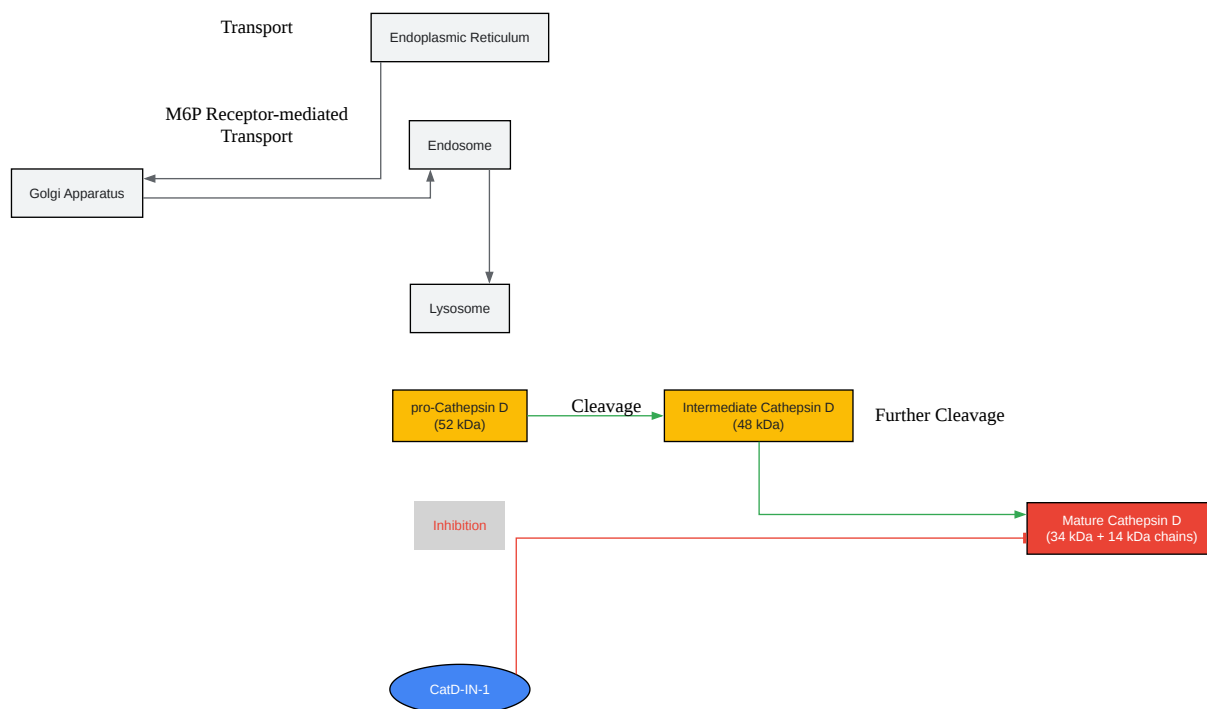 Transport
Endoplasmic Reticulum
M6P Receptor-mediated
Transport
Endosome
Golgi Apparatus
Lysosome
pro-Cathepsin D
(52 kDa)
Cleavage
Intermediate Cathepsin D
(48 kDa)
Further Cleavage
Inhibition
Mature Cathepsin D
(34 kDa + 14 kDa chains)
CatD-IN-1